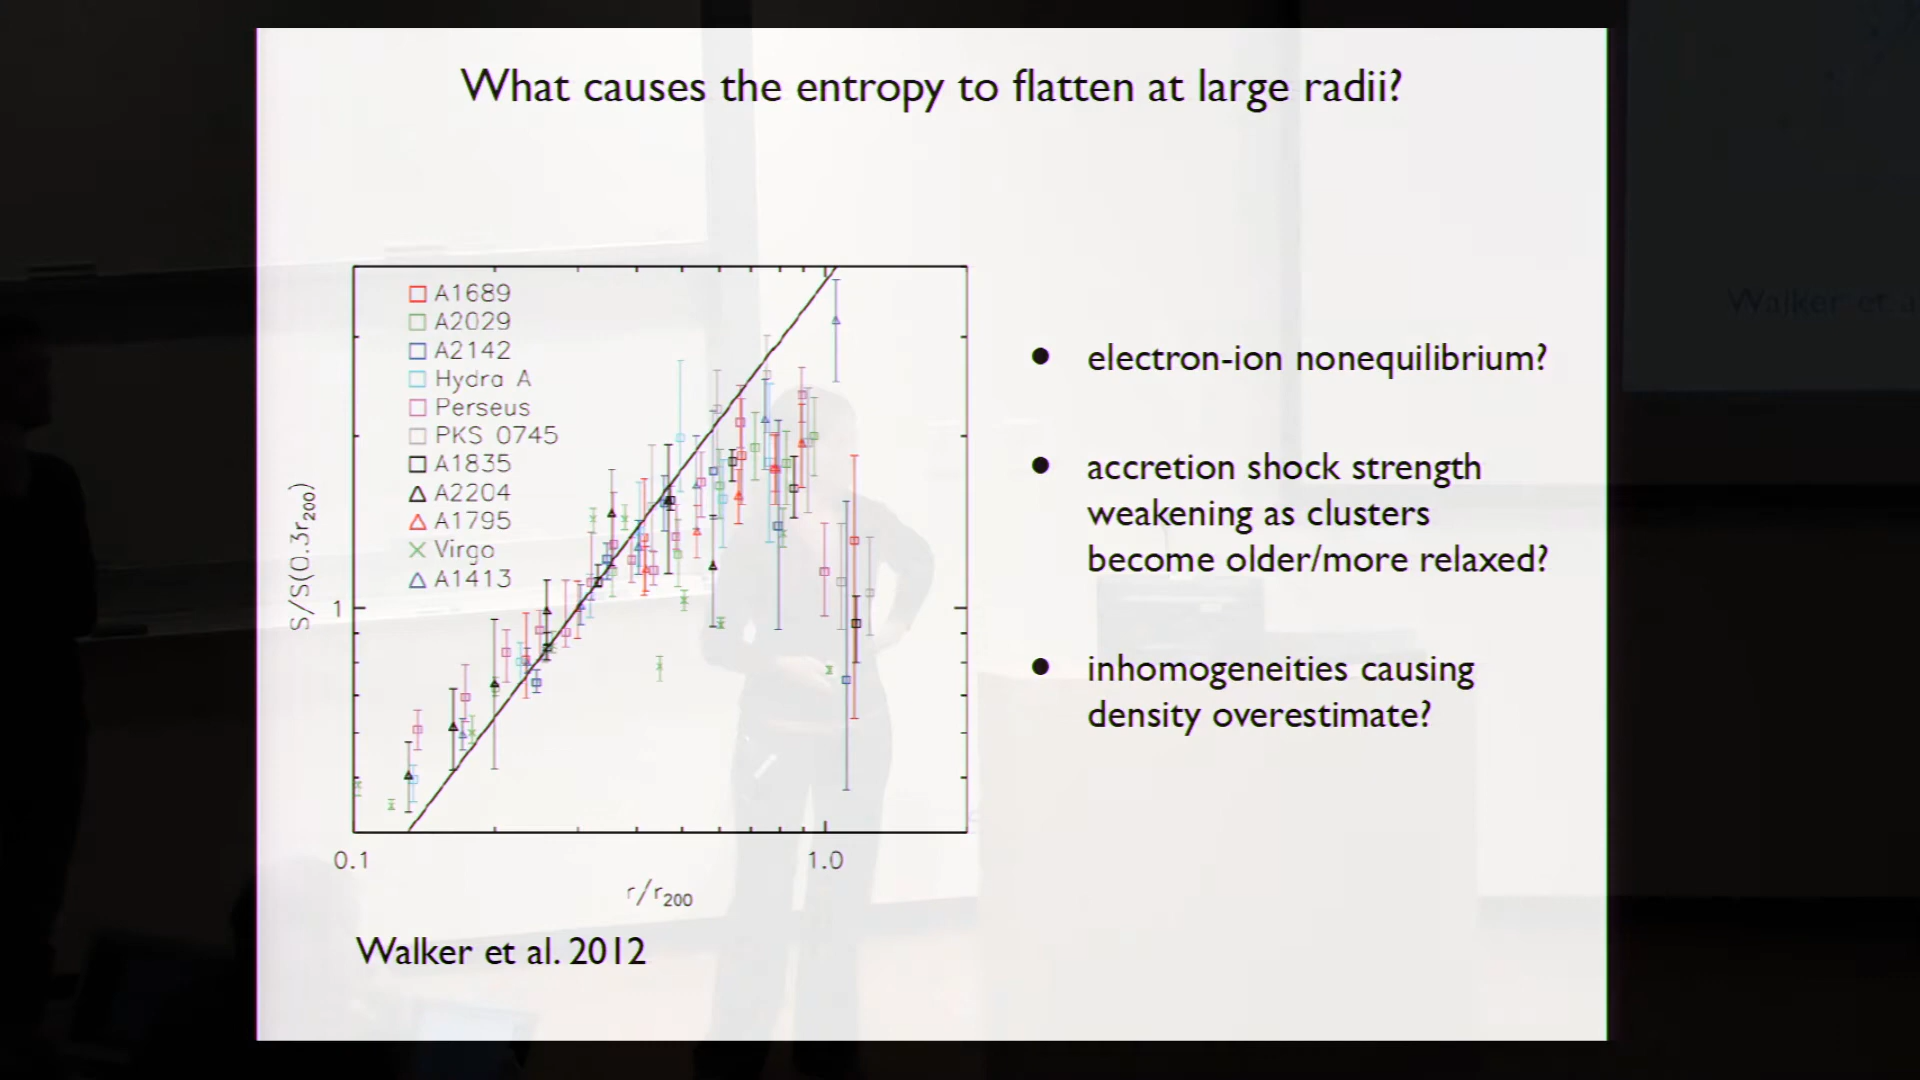 What causes the entropy to flatten at large radii?
A1689
A2029
A2142
Hydra A
Perseus
PKS 0745
A1835
A2204
A1795
Virgo
A1413
S/S(0.3r200)
1
0.1
1.0
r/r200
Walker et al. 2012
● electron-ion nonequilibrium?
● accretion shock strength
weakening as clusters
become older/more relaxed?
● inhomogeneities causing
density overestimate?
Walker et a